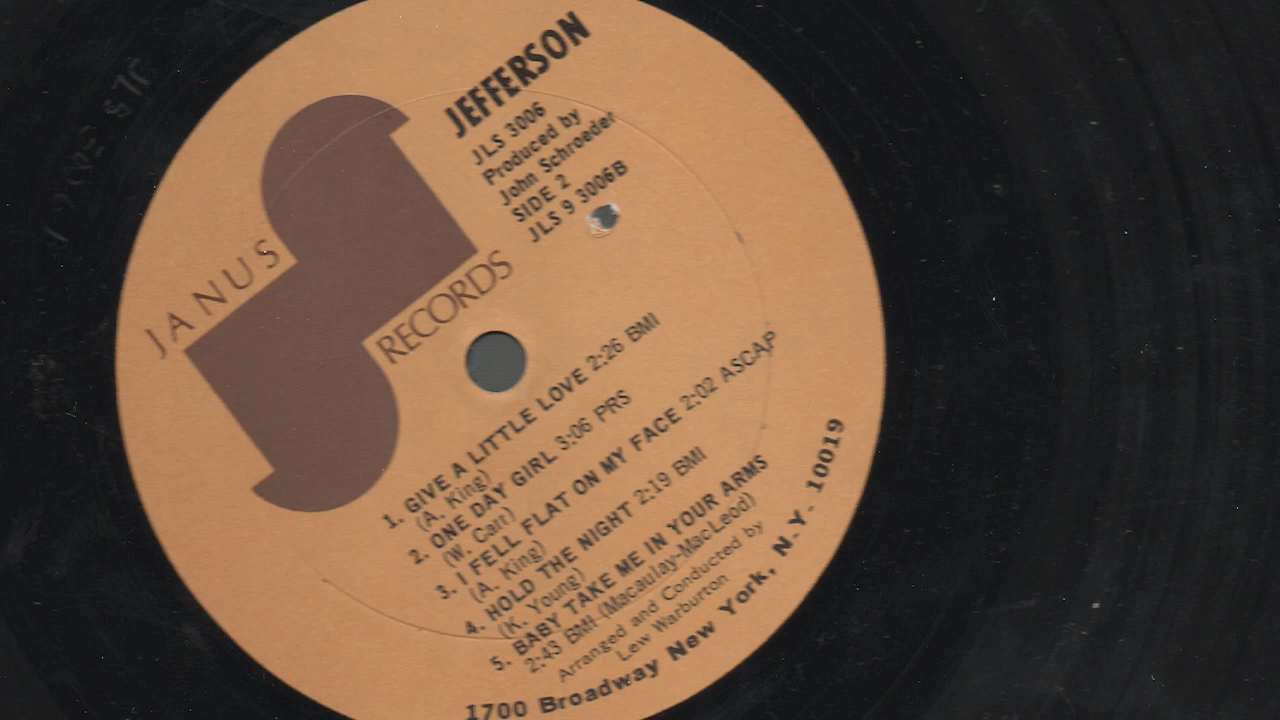 JEFFERSON
JLS 3006
Produced by
John Schroeder
SIDE 2
JLS 9 3006B
JANUS
RECORDS
1. GIVE A LITTLE LOVE 2:26 BMI
(A. King)
2. ONE DAY GIRL 3:06 PRS
(W. Carr)
3. I FELL FLAT ON MY FACE 2:02 ASCAP
(A. King)
4. HOLD THE NIGHT 2:19 BMI
(K. Young)
5. BABY TAKE ME IN YOUR ARMS
2:43 BMI (Macaulay-MacLeod)
Arranged and Conducted by
Lew Warburton
1700 Broadway New York, N.Y. 10019